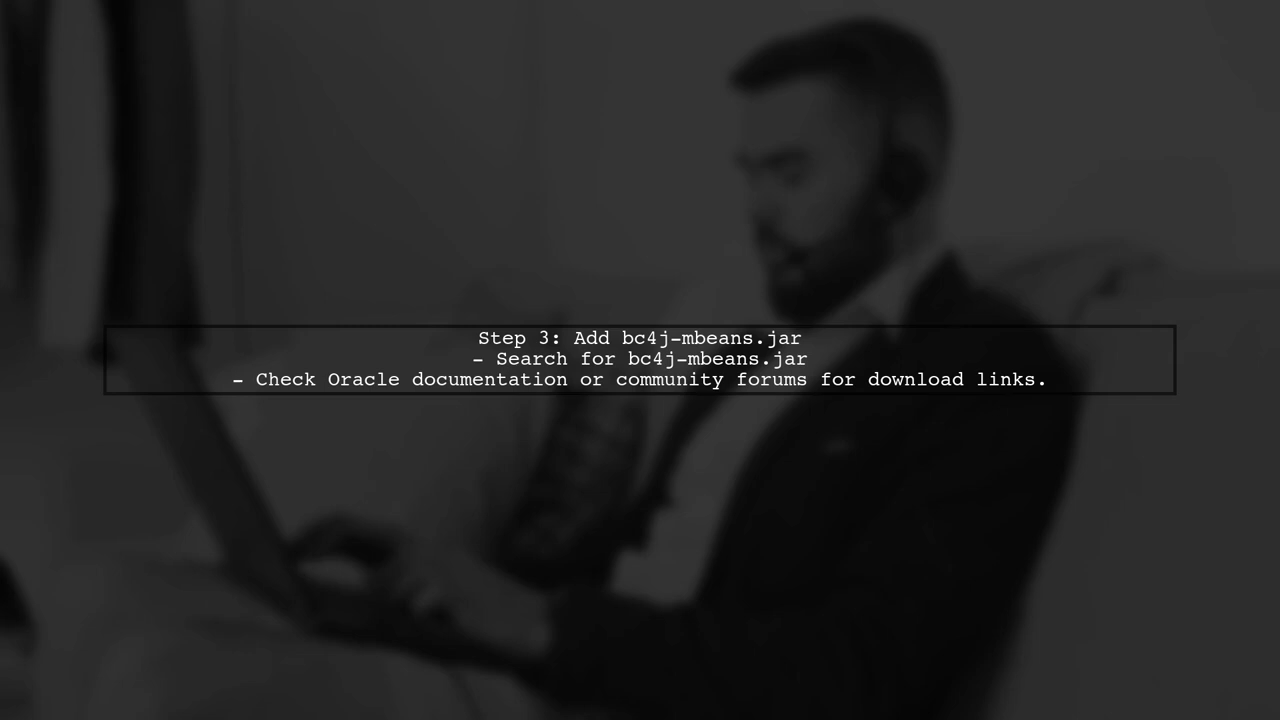 Step 3: Add bc4j-mbeans.jar
- Search for bc4j-mbeans.jar
- Check Oracle documentation or community forums for download links.